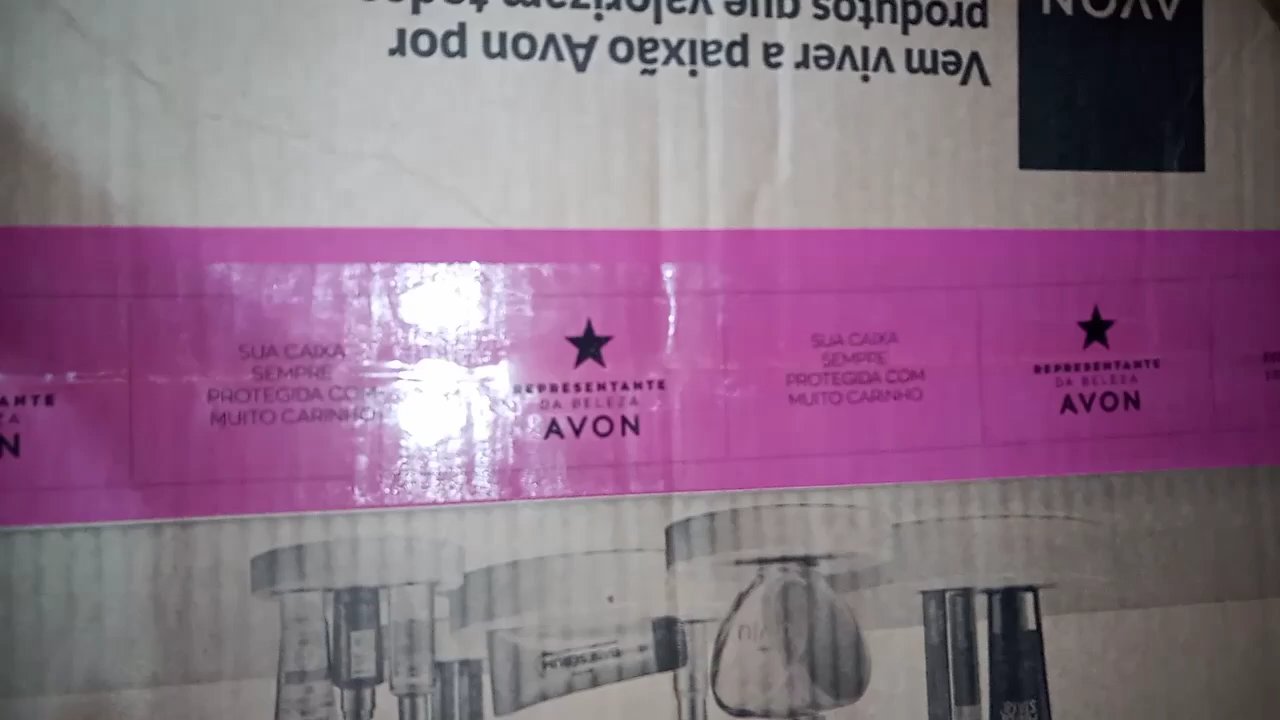 Vem viver a paixão Avon por
produtos que valorizam
AVON
SUA CAIXA
SEMPRE
PROTEGIDA COM
MUITO CARINHO
REPRESENTANTE
DA BELEZA
AVON
SUA CAIXA
SEMPRE
PROTEGIDA COM
MUITO CARINHO
REPRESENTANTE
DA BELEZA
AVON